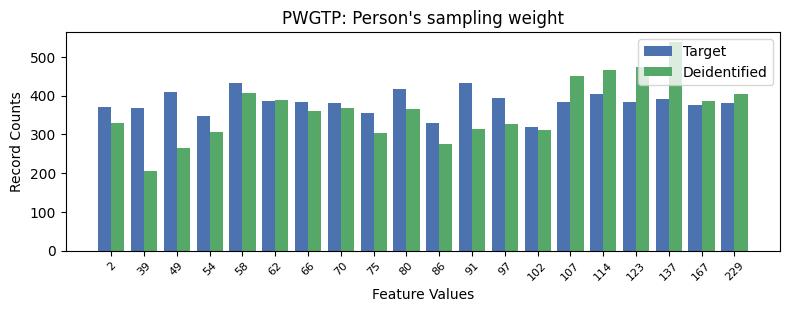 PWGTP: Person's sampling weight
Target
Deidentified
Record Counts
500
400
300
200
100
0
2 39 49 54 58 62 66 70 75 80 86 91 97 102 107 114 123 137 167 229
Feature Values